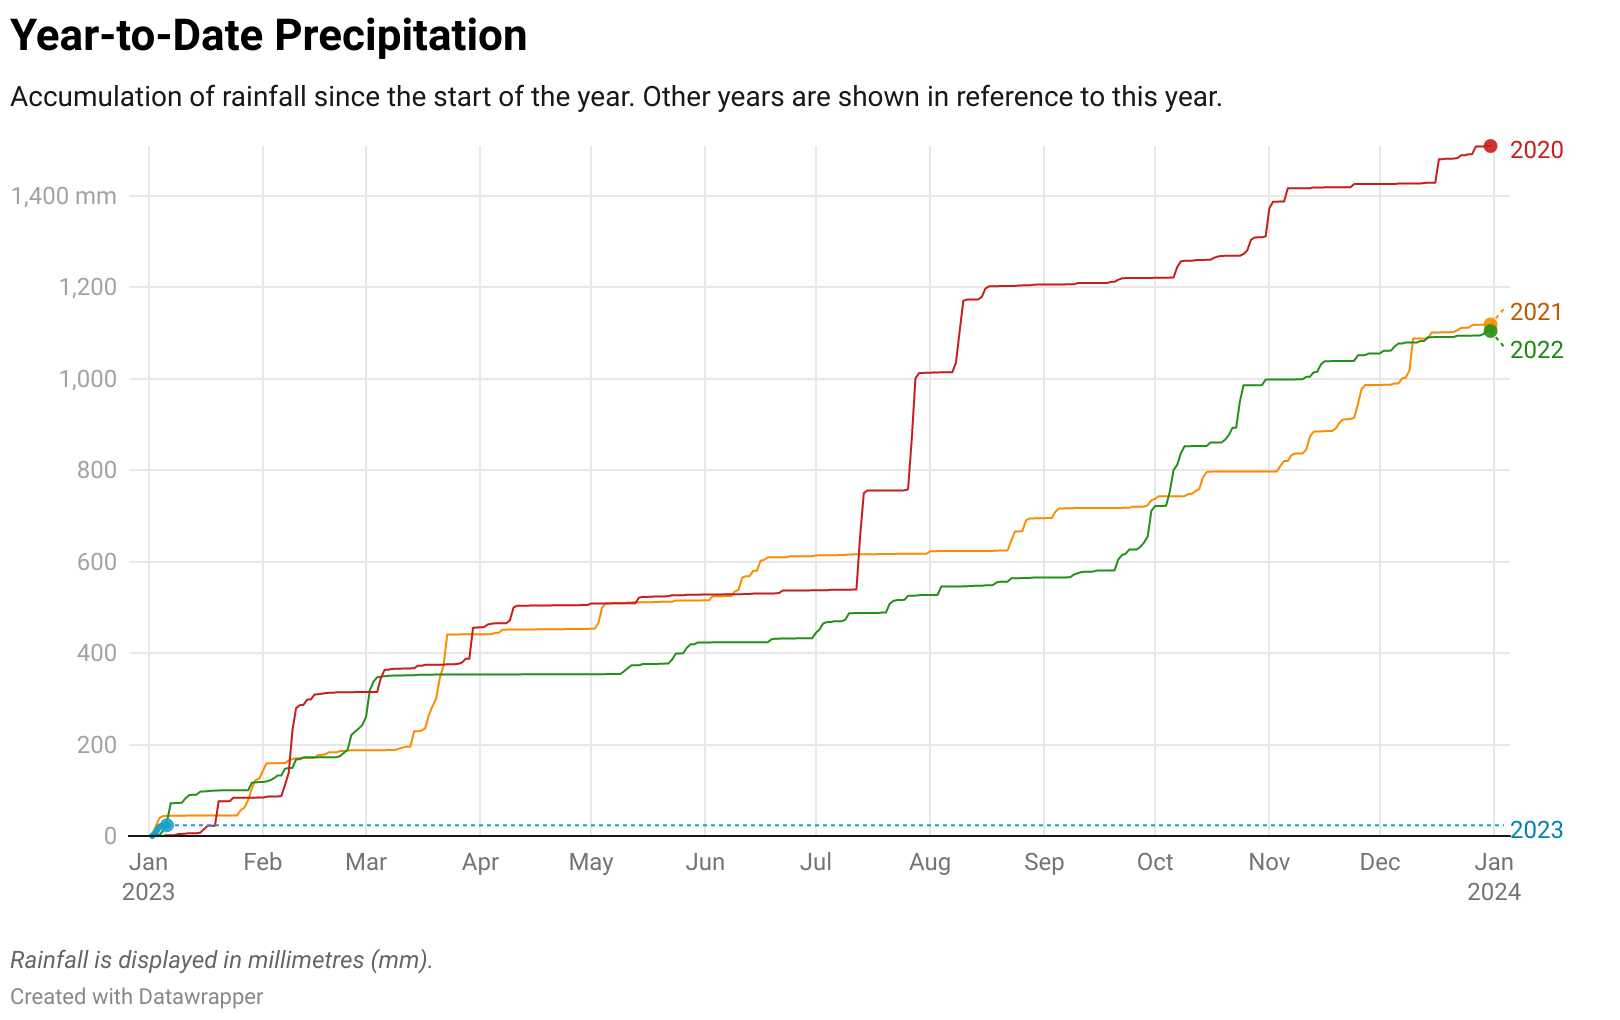 Year-to-Date Precipitation
Accumulation of rainfall since the start of the year. Other years are shown in reference to this year.
2020
1,400 mm
1,200
2021
2022
1,000
800
600
400
200
0
2023
Jan Feb Mar Apr May Jun Jul Aug Sep Oct Nov Dec Jan
2023 2024
Rainfall is displayed in millimetres (mm).
Created with Datawrapper